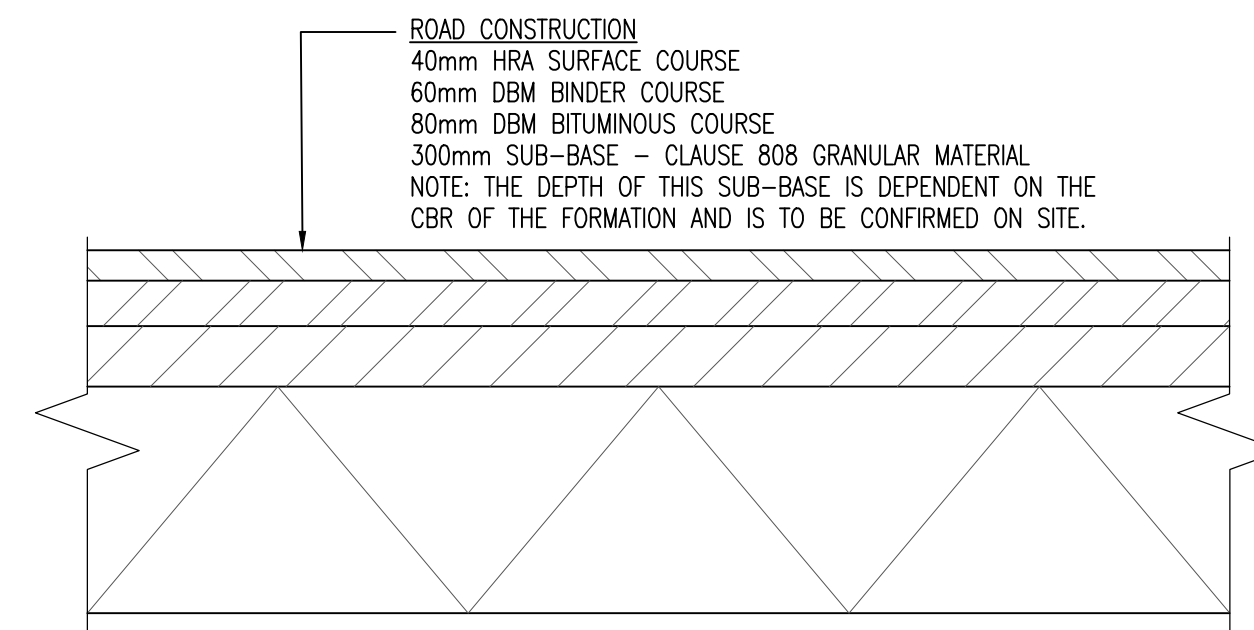 ROAD CONSTRUCTION
40mm HRA SURFACE COURSE
60mm DBM BINDER COURSE
80mm DBM BITUMINOUS COURSE
300mm SUB-BASE - CLAUSE 808 GRANULAR MATERIAL
NOTE: THE DEPTH OF THIS SUB-BASE IS DEPENDENT ON THE
CBR OF THE FORMATION AND IS TO BE CONFIRMED ON SITE.